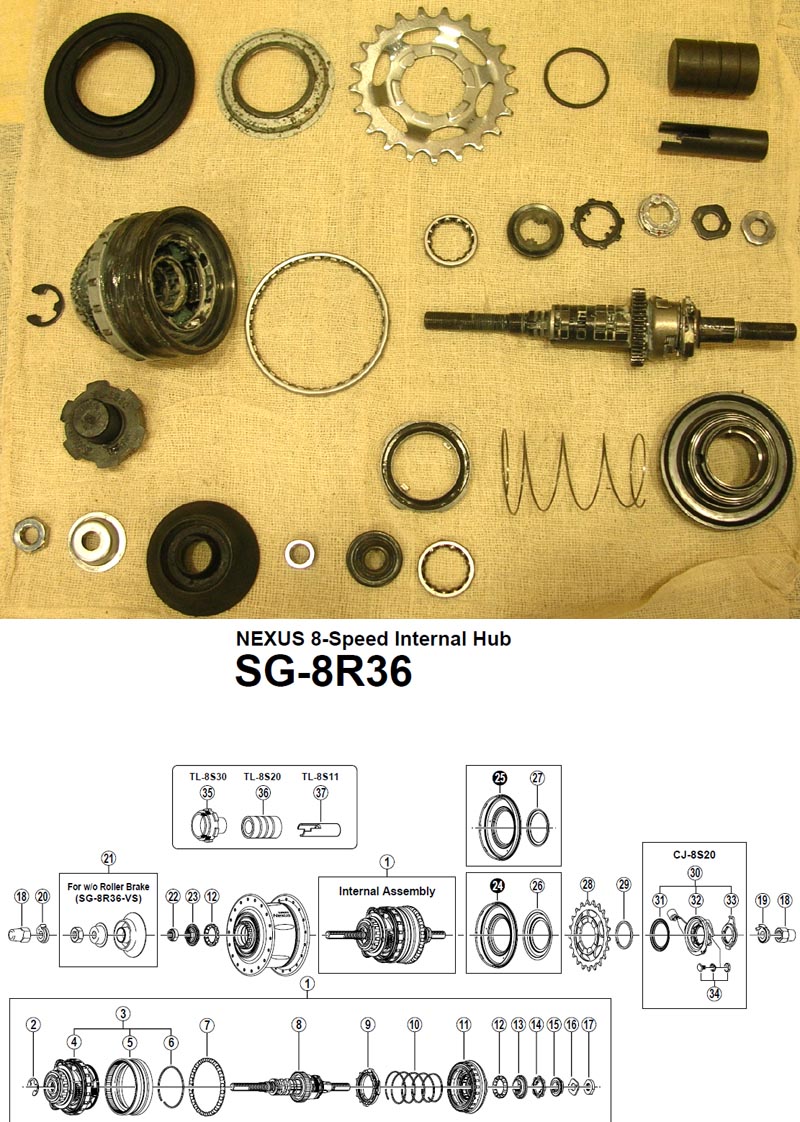 NEXUS 8-Speed Internal Hub
SG-8R36
TL-8S30 TL-8S20 TL-8S11
35 36 37
25 27
21
For w/o Roller Brake
(SG-8R36-VS)
1
Internal Assembly
CJ-8S20
30
18 20 22 23 12 24 26 28 29 31 32 33 19 18
34
1
3
2 4 5 6 7 8 9 10 11 12 13 14 15 16 17